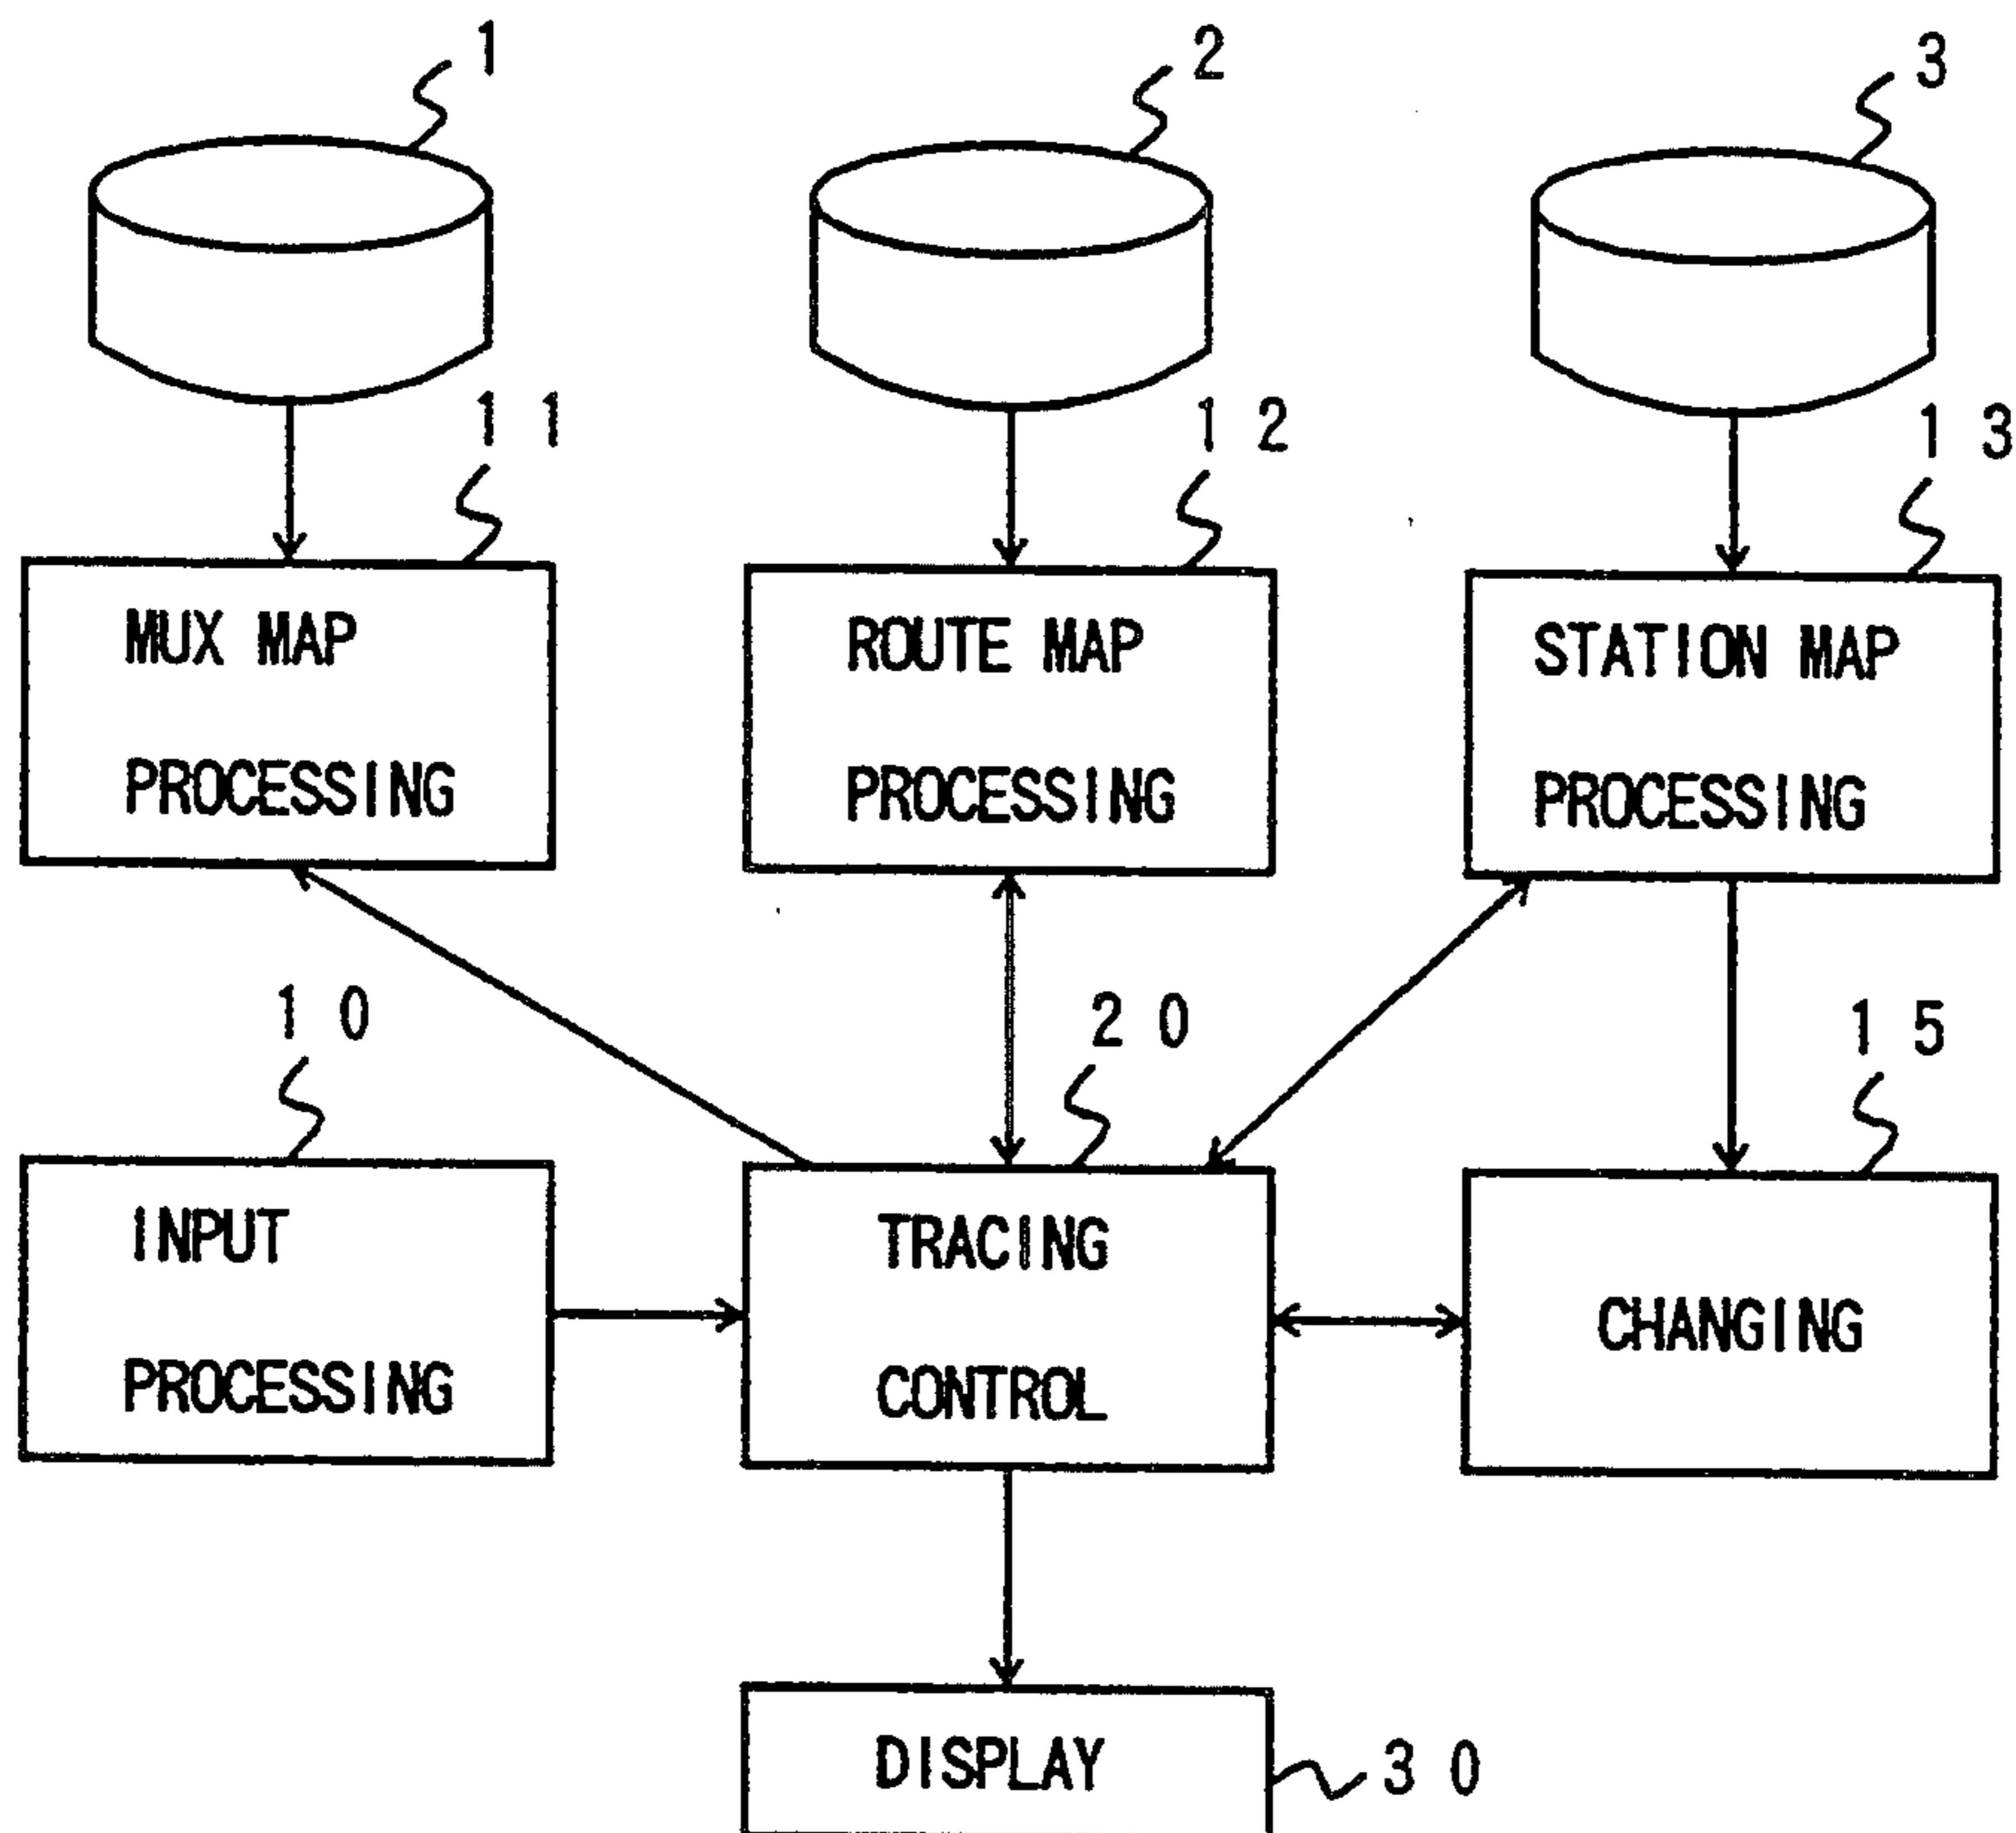 1
2
3
1 1
1 2
1 3
MUX MAP
PROCESSING
ROUTE MAP
PROCESSING
STATION MAP
PROCESSING
1 0
2 0
1 5
INPUT
PROCESSING
TRACING
CONTROL
CHANGING
DISPLAY
3 0